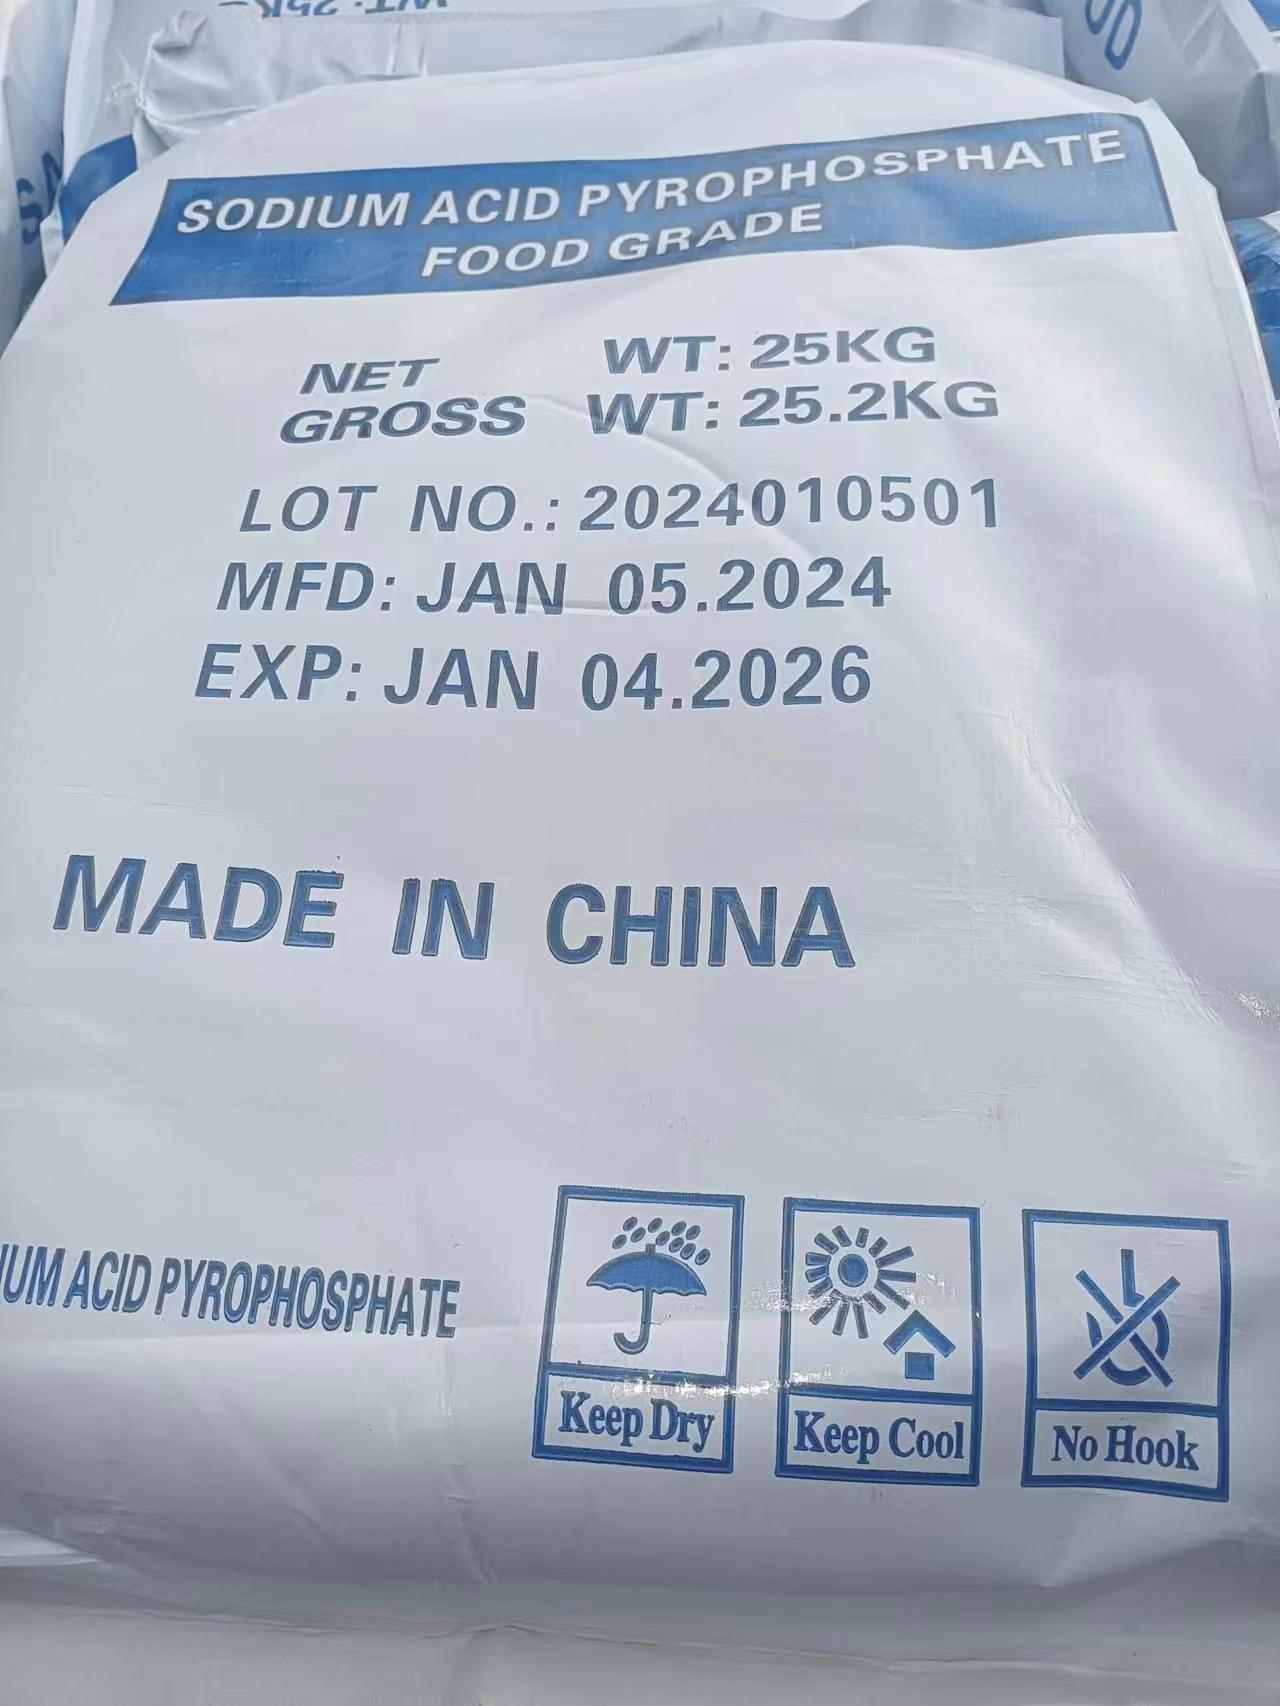 SODIUM ACID PYROPHOSPHATE
FOOD GRADE
NET WT: 25KG
GROSS WT: 25.2KG
LOT NO.: 2024010501
MFD: JAN 05.2024
EXP: JAN 04.2026
MADE IN CHINA
ACID PYROPHOSPHATE
Keep Dry
Keep Cool
No Hook